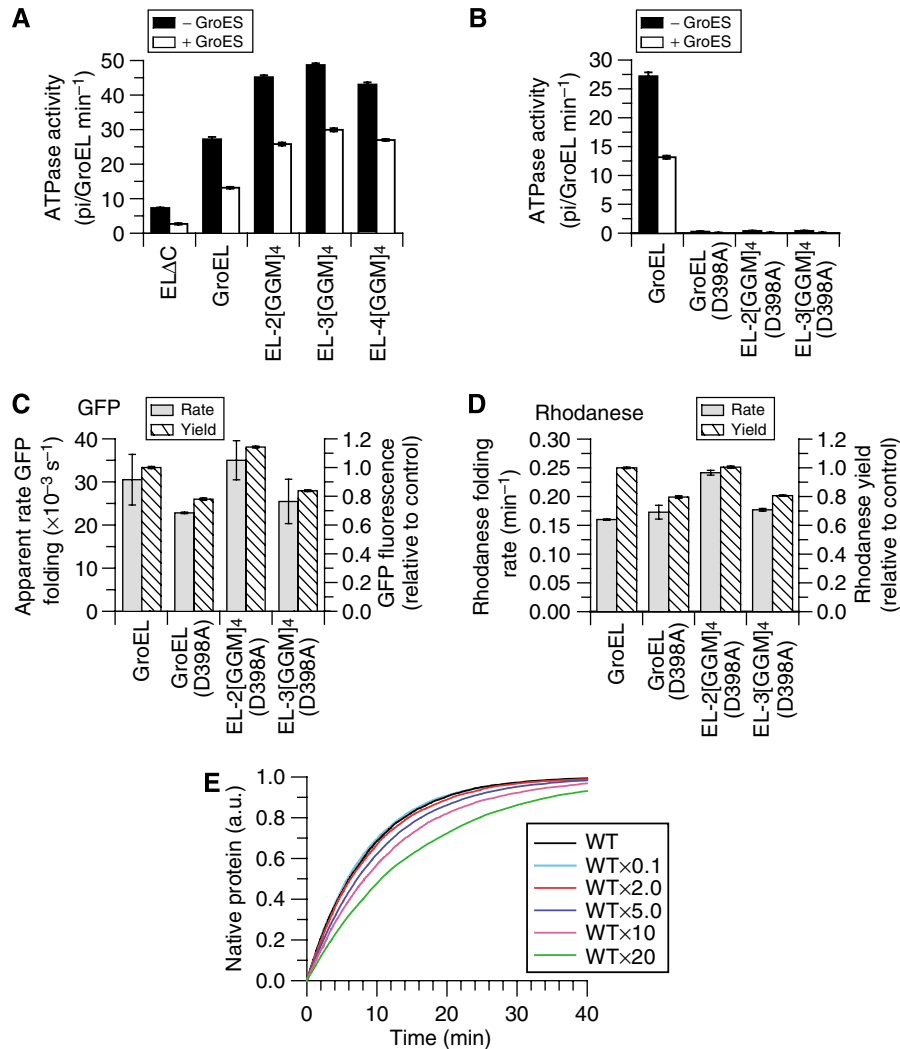 A
− GroES
+ GroES
ATPase activity
(pi/GroEL min⁻¹)
50
40
30
20
10
0
ELΔC
GroEL
EL-2[GGM]⁴
EL-3[GGM]⁴
EL-4[GGM]⁴
B
− GroES
+ GroES
ATPase activity
(pi/GroEL min⁻¹)
30
25
20
15
10
5
0
GroEL
GroEL
(D398A)
EL-2[GGM]⁴
(D398A)
EL-3[GGM]⁴
(D398A)
C
GFP
Rate
Yield
Apparent rate GFP
folding (×10⁻³ s⁻¹)
40
30
20
10
0
1.2
1.0
0.8
0.6
0.4
0.2
0.0
GFP fluorescence
(relative to control)
GroEL
GroEL
(D398A)
EL-2[GGM]⁴
(D398A)
EL-3[GGM]⁴
(D398A)
D
Rhodanese
Rate
Yield
Rhodanese folding
rate (min⁻¹)
0.30
0.25
0.20
0.15
0.10
0.05
0.00
1.2
1.0
0.8
0.6
0.4
0.2
0.0
Rhodanese yield
(relative to control)
GroEL
GroEL
(D398A)
EL-2[GGM]⁴
(D398A)
EL-3[GGM]⁴
(D398A)
E
Native protein (a.u.)
1.0
0.8
0.6
0.4
0.2
0.0
0
10
20
30
40
Time (min)
WT
WT×0.1
WT×2.0
WT×5.0
WT×10
WT×20